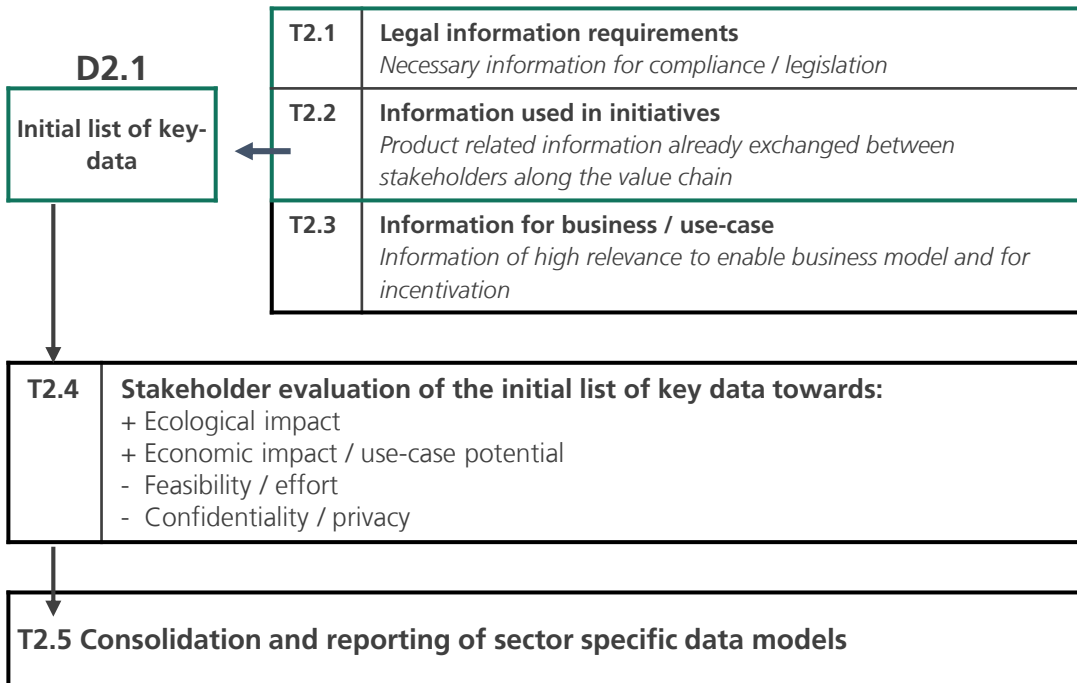 D2.1
Initial list of key-
data
T2.1 Legal information requirements
Necessary information for compliance / legislation
T2.2 Information used in initiatives
Product related information already exchanged between
stakeholders along the value chain
T2.3 Information for business / use-case
Information of high relevance to enable business model and for
incentivation
T2.4 Stakeholder evaluation of the initial list of key data towards:
+ Ecological impact
+ Economic impact / use-case potential
- Feasibility / effort
- Confidentiality / privacy
T2.5 Consolidation and reporting of sector specific data models